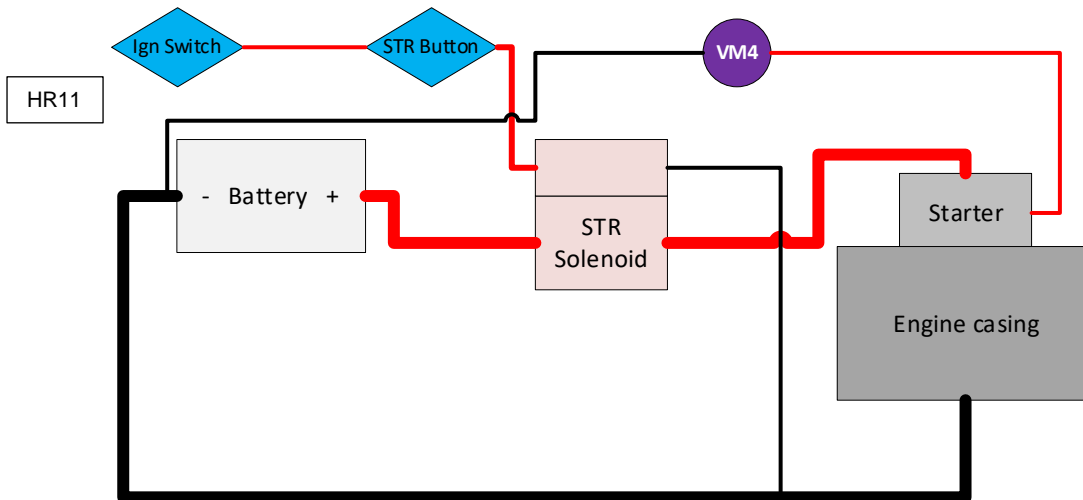 Ign Switch
STR Button
VM4
HR11
- Battery +
STR
Solenoid
Starter
Engine casing